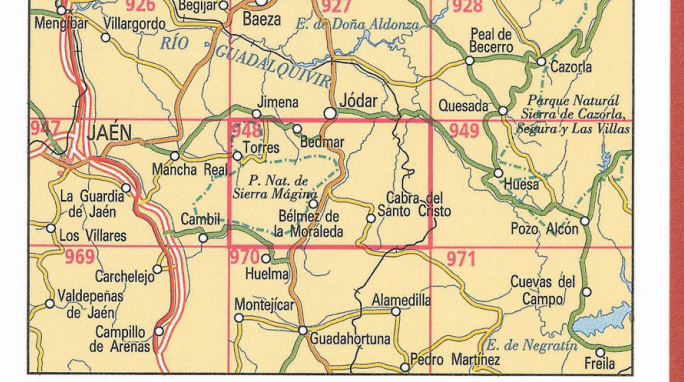 926
927
928
Begíjar
Baeza
Mengíbar
Villargordo
E. de Doña Aldonza
RÍO GUADALQUIVIR
Peal de
Becerro
Cazorla
Jimena
Jódar
Quesada
Parque Naturál
Sierra de Cazorla,
Segura y Las Villas
947
JAÉN
948
949
Torres
Bedmar
Mancha Real
P. Nat. de
Sierra Mágina
Huesa
La Guardia
de Jaén
Cabra del
Santo Cristo
Cambil
Bélmez de
la Moraleda
Pozo Alcón
Los Villares
969
970
971
Huelma
Carchelejo
Cuevas del
Campo
Valdepeñas
de Jaén
Montejícar
Alamedilla
Campillo
de Arenas
Guadahortuna
E. de Negratín
Pedro Martínez
Freila